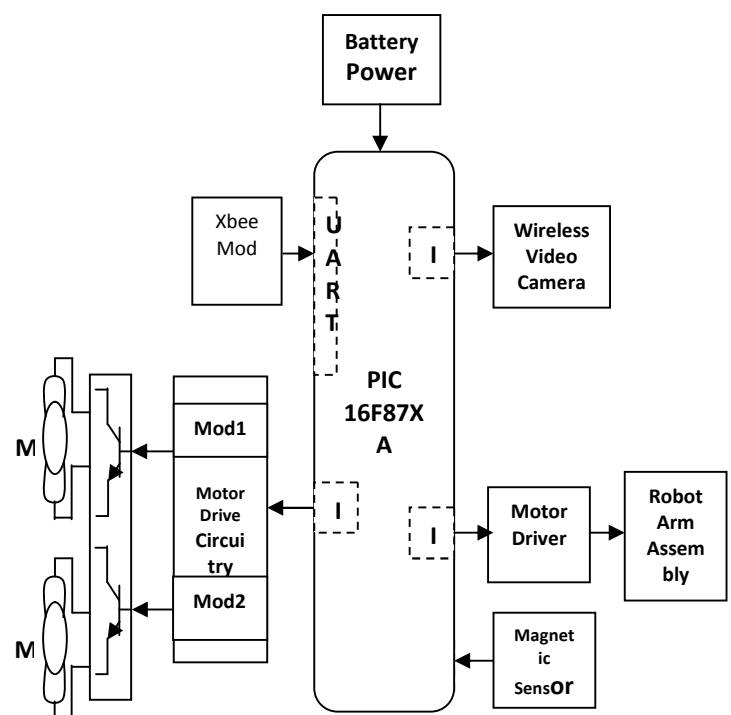 Battery
Power
Xbee
Mod
U
A
R
T
I
Wireless
Video
Camera
PIC
16F87X
A
M
Mod1
Motor
Drive
Circui
try
Mod2
I
I
Motor
Driver
Robot
Arm
Assem
bly
M
Magnet
ic
Sensor